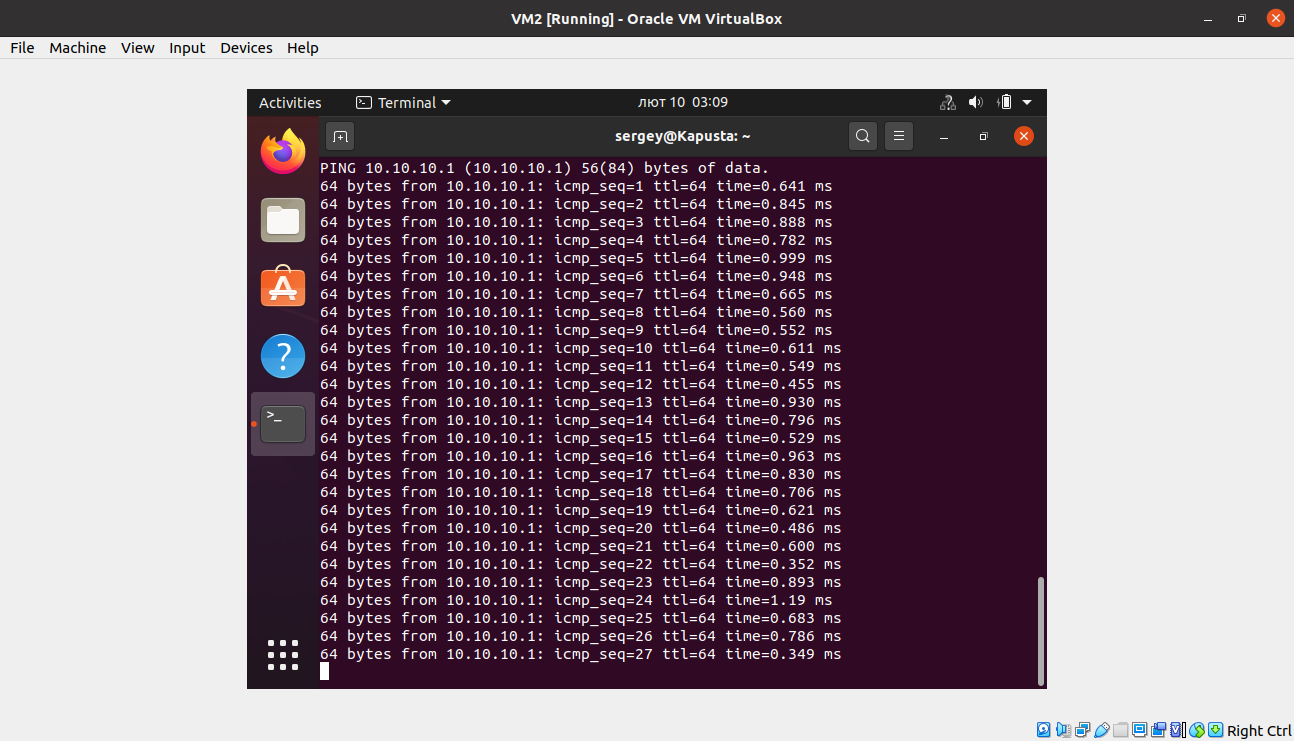 VM2 [Running] - Oracle VM VirtualBox
File Machine View Input Devices Help
Activities Terminal лют 10 03:09
sergey@Kapusta: ~
PING 10.10.10.1 (10.10.10.1) 56(84) bytes of data.
64 bytes from 10.10.10.1: icmp_seq=1 ttl=64 time=0.641 ms
64 bytes from 10.10.10.1: icmp_seq=2 ttl=64 time=0.845 ms
64 bytes from 10.10.10.1: icmp_seq=3 ttl=64 time=0.888 ms
64 bytes from 10.10.10.1: icmp_seq=4 ttl=64 time=0.782 ms
64 bytes from 10.10.10.1: icmp_seq=5 ttl=64 time=0.999 ms
64 bytes from 10.10.10.1: icmp_seq=6 ttl=64 time=0.948 ms
64 bytes from 10.10.10.1: icmp_seq=7 ttl=64 time=0.665 ms
64 bytes from 10.10.10.1: icmp_seq=8 ttl=64 time=0.560 ms
64 bytes from 10.10.10.1: icmp_seq=9 ttl=64 time=0.552 ms
64 bytes from 10.10.10.1: icmp_seq=10 ttl=64 time=0.611 ms
64 bytes from 10.10.10.1: icmp_seq=11 ttl=64 time=0.549 ms
64 bytes from 10.10.10.1: icmp_seq=12 ttl=64 time=0.455 ms
64 bytes from 10.10.10.1: icmp_seq=13 ttl=64 time=0.930 ms
64 bytes from 10.10.10.1: icmp_seq=14 ttl=64 time=0.796 ms
64 bytes from 10.10.10.1: icmp_seq=15 ttl=64 time=0.529 ms
64 bytes from 10.10.10.1: icmp_seq=16 ttl=64 time=0.963 ms
64 bytes from 10.10.10.1: icmp_seq=17 ttl=64 time=0.830 ms
64 bytes from 10.10.10.1: icmp_seq=18 ttl=64 time=0.706 ms
64 bytes from 10.10.10.1: icmp_seq=19 ttl=64 time=0.621 ms
64 bytes from 10.10.10.1: icmp_seq=20 ttl=64 time=0.486 ms
64 bytes from 10.10.10.1: icmp_seq=21 ttl=64 time=0.600 ms
64 bytes from 10.10.10.1: icmp_seq=22 ttl=64 time=0.352 ms
64 bytes from 10.10.10.1: icmp_seq=23 ttl=64 time=0.893 ms
64 bytes from 10.10.10.1: icmp_seq=24 ttl=64 time=1.19 ms
64 bytes from 10.10.10.1: icmp_seq=25 ttl=64 time=0.683 ms
64 bytes from 10.10.10.1: icmp_seq=26 ttl=64 time=0.786 ms
64 bytes from 10.10.10.1: icmp_seq=27 ttl=64 time=0.349 ms
Right Ctrl